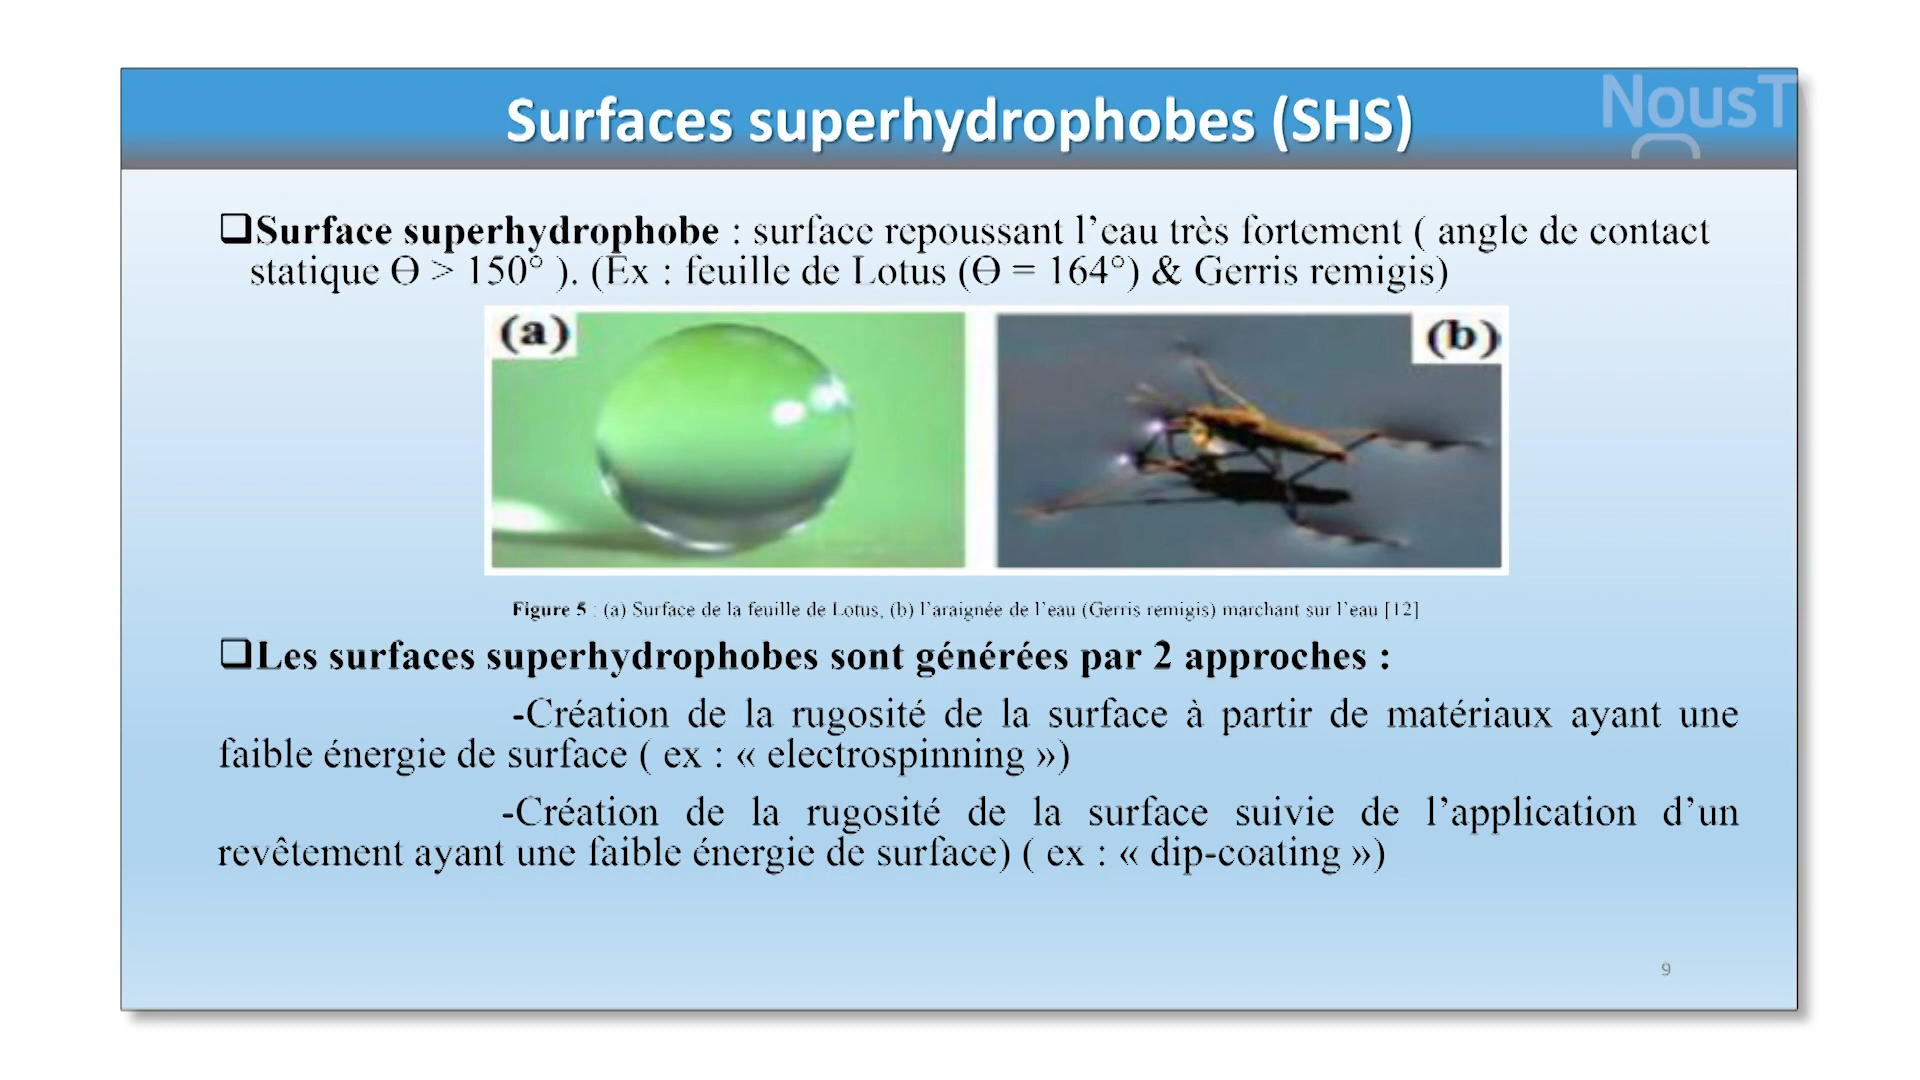 Surfaces superhydrophobes (SHS)
NousT
Surface superhydrophobe : surface repoussant l’eau très fortement ( angle de contact
statique Ɵ > 150° ). (Ex : feuille de Lotus (Ɵ = 164°) & Gerris remigis)
(a)
(b)
Figure 5 : (a) Surface de la feuille de Lotus, (b) l’araignée de l’eau (Gerris remigis) marchant sur l’eau [12]
Les surfaces superhydrophobes sont générées par 2 approches :
-Création de la rugosité de la surface à partir de matériaux ayant une
faible énergie de surface ( ex : « electrospinning »)
-Création de la rugosité de la surface suivie de l’application d’un
revêtement ayant une faible énergie de surface) ( ex : « dip-coating »)
9